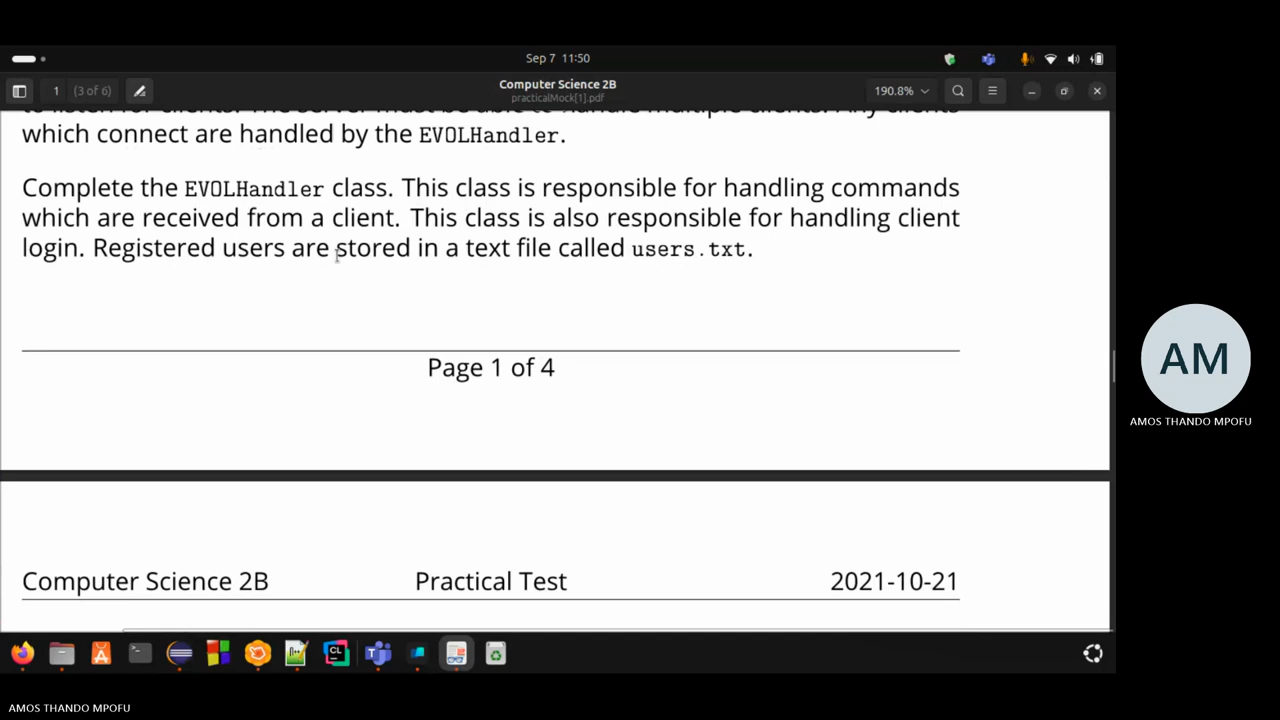 Sep 7 11:50
1 (3 of 6)
Computer Science 2B
practicalMock[1].pdf
190.8%
which connect are handled by the EVOLHandler.
Complete the EVOLHandler class. This class is responsible for handling commands
which are received from a client. This class is also responsible for handling client
login. Registered users are stored in a text file called users.txt.
Page 1 of 4
Computer Science 2B Practical Test 2021-10-21
AM
AMOS THANDO MPOFU
CL
AMOS THANDO MPOFU